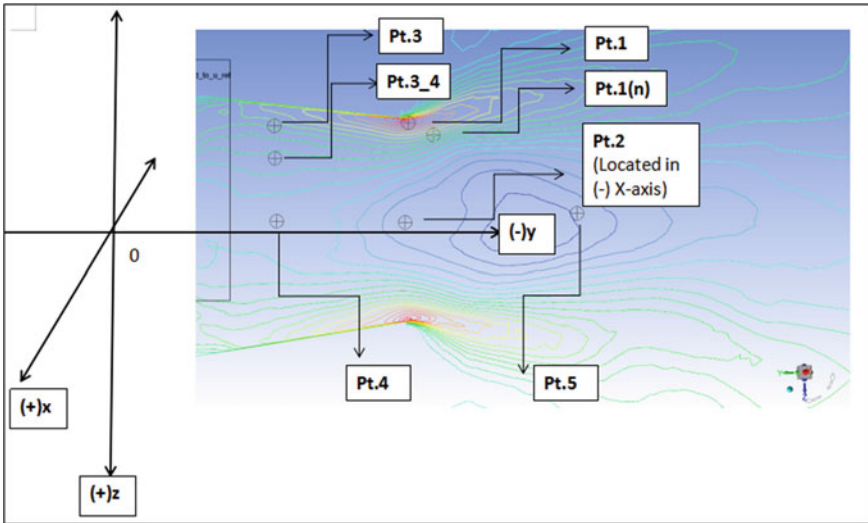 Pt.3
Pt.1
Pt.3_4
Pt.1(n)
Pt.2
(Located in
(-) X-axis)
(-)y
0
Pt.4
Pt.5
(+)x
(+)z
Y